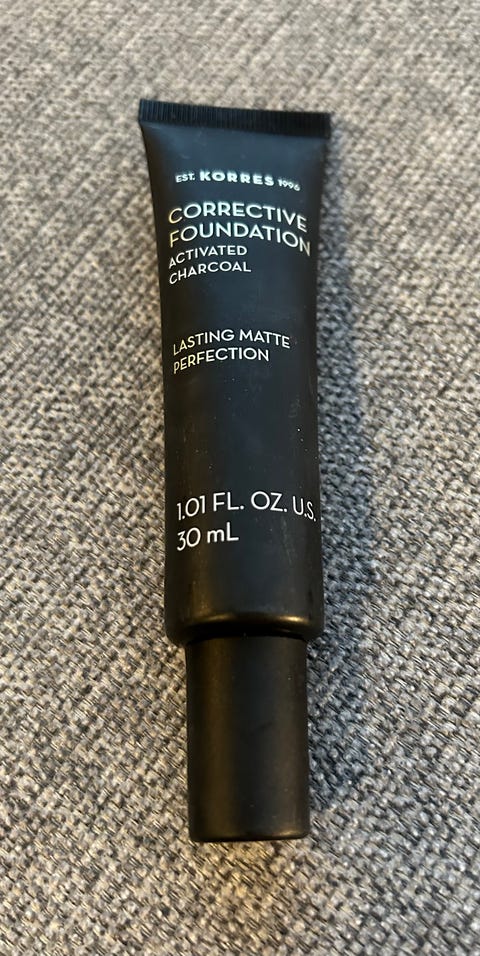 EST. KORRES 1996
CORRECTIVE
FOUNDATION
ACTIVATED
CHARCOAL
LASTING MATTE
PERFECTION
1.01 FL. OZ. U.S.
30 mL